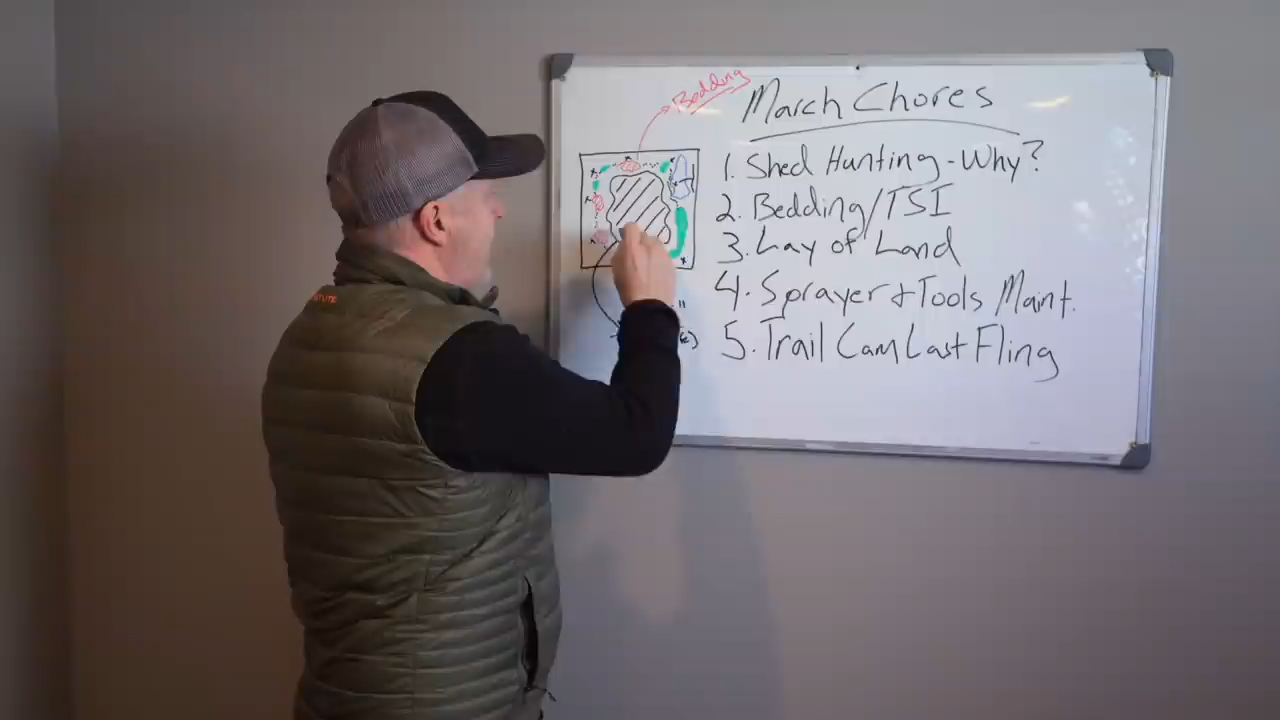 Bedding
March Chores
1. Shed Hunting - Why?
2. Bedding/TSI
3. Lay of Land
4. Sprayer & Tools Maint.
5. Trail Cam Last Fling